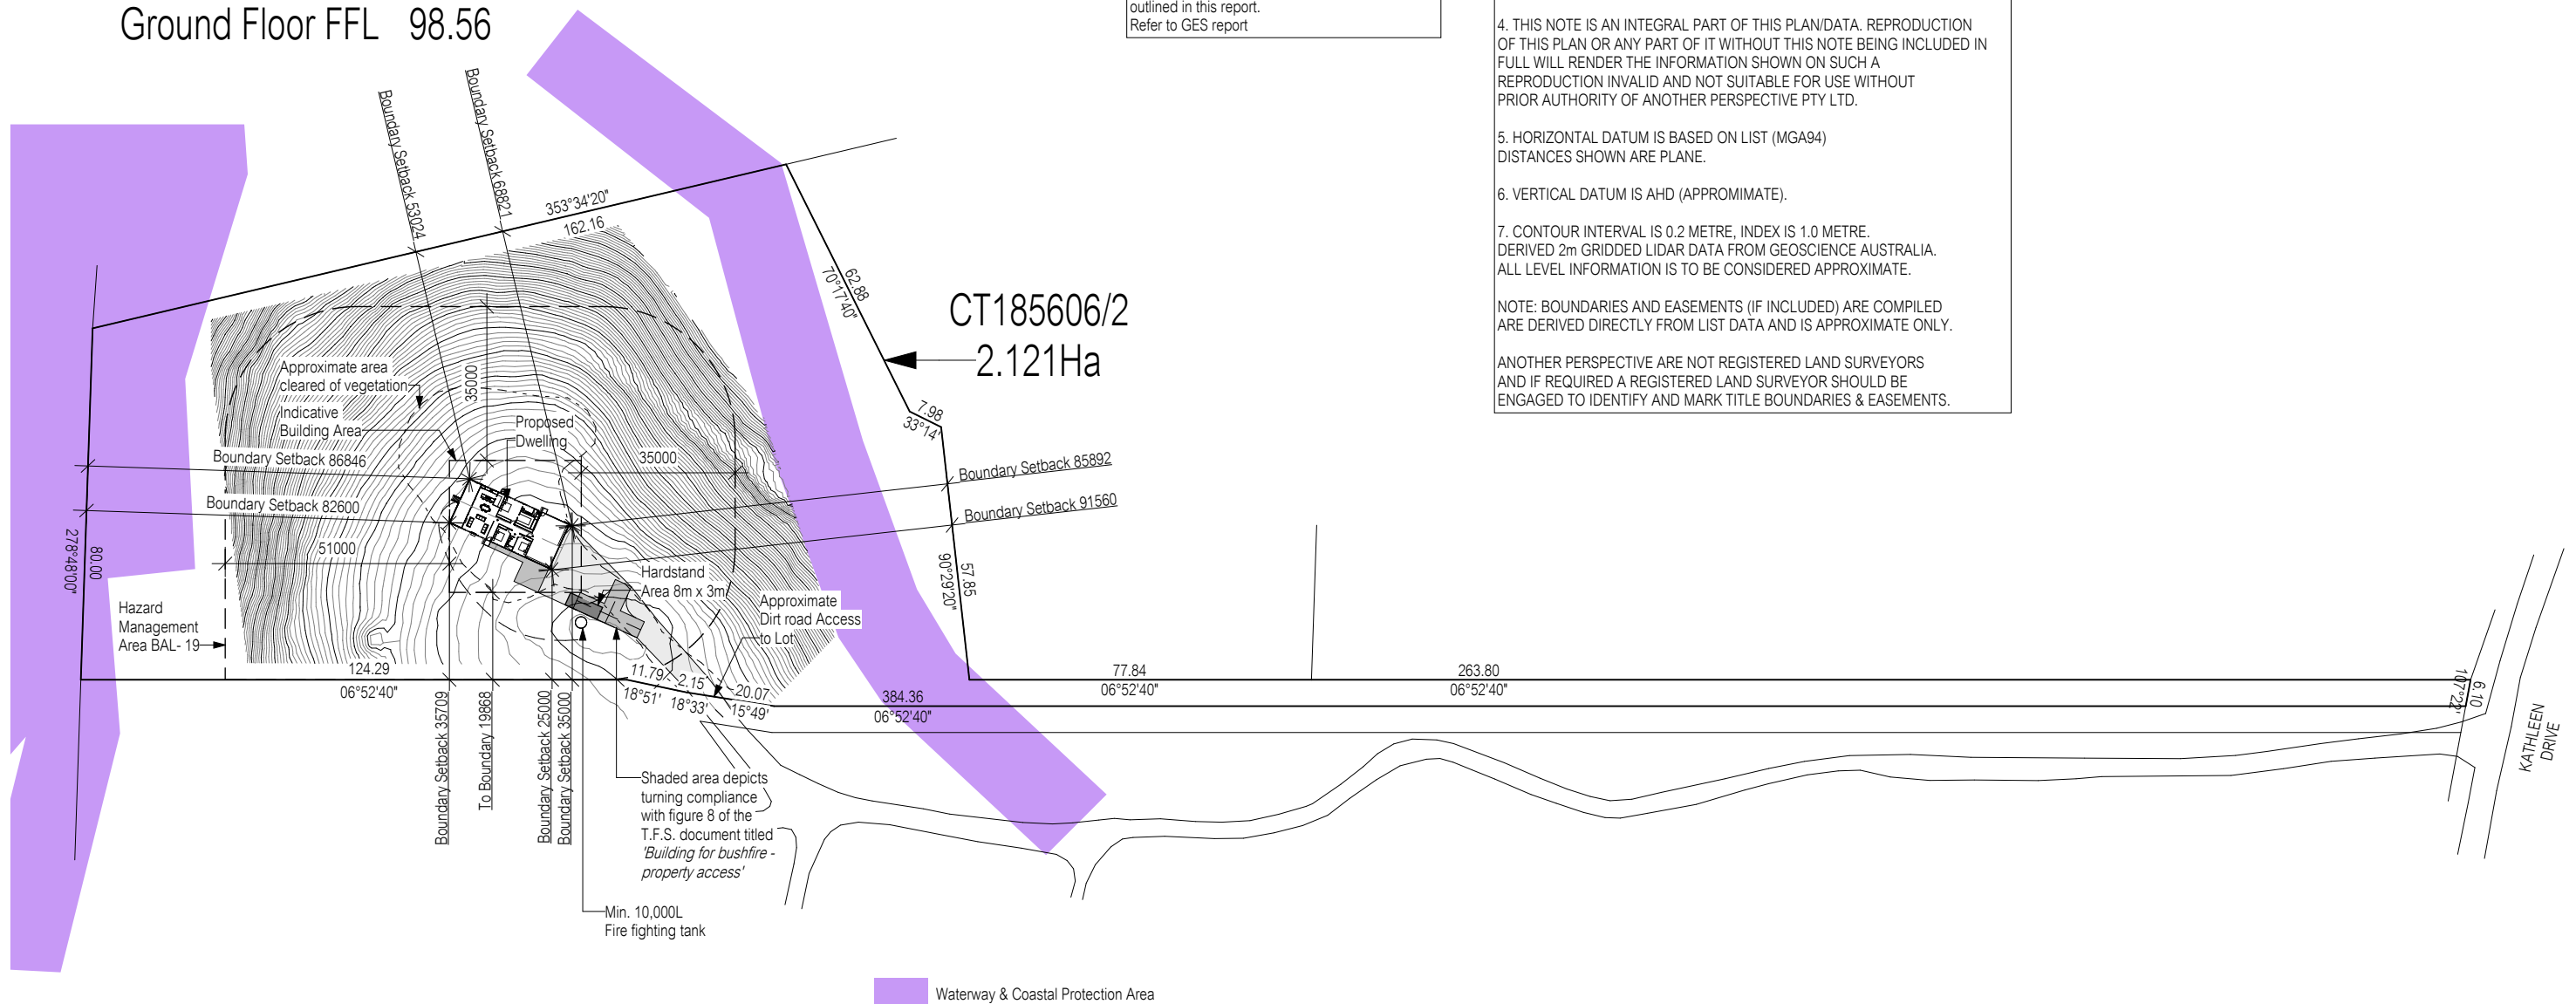 Ground Floor FFL 98.56
outlined in this report.
Refer to GES report
4. THIS NOTE IS AN INTEGRAL PART OF THIS PLAN/DATA. REPRODUCTION
OF THIS PLAN OR ANY PART OF IT WITHOUT THIS NOTE BEING INCLUDED IN
FULL WILL RENDER THE INFORMATION SHOWN ON SUCH A
REPRODUCTION INVALID AND NOT SUITABLE FOR USE WITHOUT
PRIOR AUTHORITY OF ANOTHER PERSPECTIVE PTY LTD.
5. HORIZONTAL DATUM IS BASED ON LIST (MGA94)
DISTANCES SHOWN ARE PLANE.
6. VERTICAL DATUM IS AHD (APPROMIMATE).
7. CONTOUR INTERVAL IS 0.2 METRE, INDEX IS 1.0 METRE.
DERIVED 2m GRIDDED LIDAR DATA FROM GEOSCIENCE AUSTRALIA.
ALL LEVEL INFORMATION IS TO BE CONSIDERED APPROXIMATE.
NOTE: BOUNDARIES AND EASEMENTS (IF INCLUDED) ARE COMPILED
ARE DERIVED DIRECTLY FROM LIST DATA AND IS APPROXIMATE ONLY.
ANOTHER PERSPECTIVE ARE NOT REGISTERED LAND SURVEYORS
AND IF REQUIRED A REGISTERED LAND SURVEYOR SHOULD BE
ENGAGED TO IDENTIFY AND MARK TITLE BOUNDARIES & EASEMENTS.
Boundary Setback 53024
Boundary Setback 68821
353°34'20"
162.16
62.88
70°17'40"
CT185606/2
2.121Ha
7.98
33°14'
Approximate area
cleared of vegetation
Indicative
Building Area
35000
Proposed
Dwelling
35000
Boundary Setback 86846
Boundary Setback 82600
Boundary Setback 85892
Boundary Setback 91560
51000
278°48'00"
80.00
57.85
90°29'20"
Hazard
Management
Area BAL- 19
Hardstand
Area 8m x 3m
Approximate
Dirt road Access
to Lot
124.29
06°52'40"
11.79
18°51'
2.15
18°33'
20.07
15°49'
384.36
06°52'40"
77.84
06°52'40"
263.80
06°52'40"
107°22'
6.10
KATHLEEN
DRIVE
Boundary Setback 35709
To Boundary 19868
Boundary Setback 25000
Boundary Setback 35000
Shaded area depicts
turning compliance
with figure 8 of the
T.F.S. document titled
'Building for bushfire -
property access'
Min. 10,000L
Fire fighting tank
Waterway & Coastal Protection Area